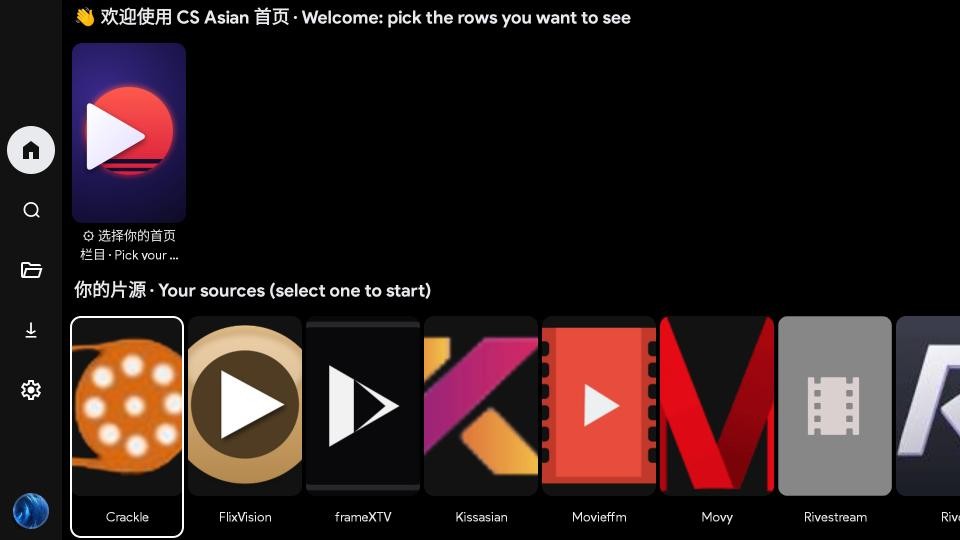 👋 欢迎使用 CS Asian 首页 · Welcome: pick the rows you want to see
⚙ 选择你的首页
栏目 · Pick your ...
你的片源 · Your sources (select one to start)
Crackle
FlixVision
frameXTV
Kissasian
Movieffm
Movy
Rivestream
Rive